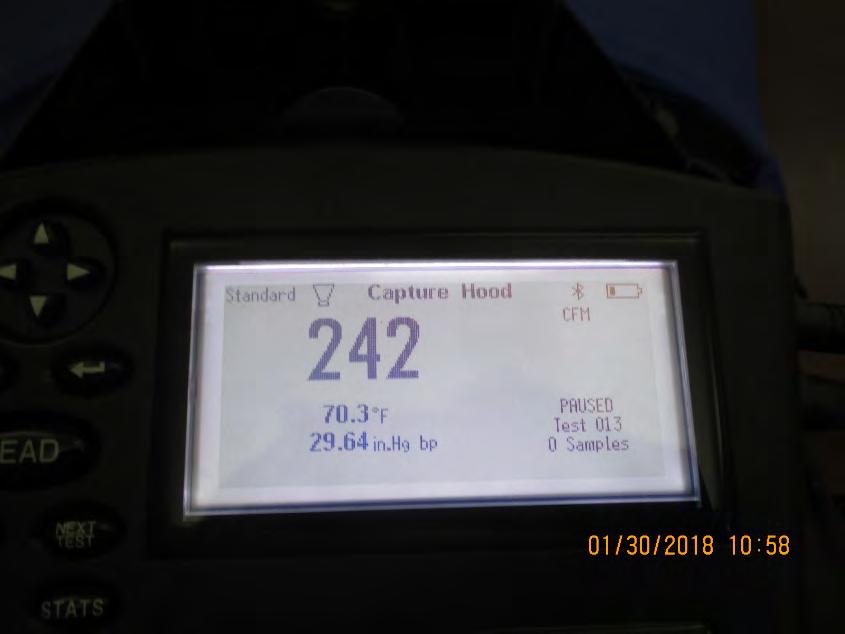 Standard Capture Hood
CFM
242
70.3°F
29.64 in.Hg bp
PAUSED
Test 013
0 Samples
EAD
NEXT
TEST
STATS
01/30/2018 10:58